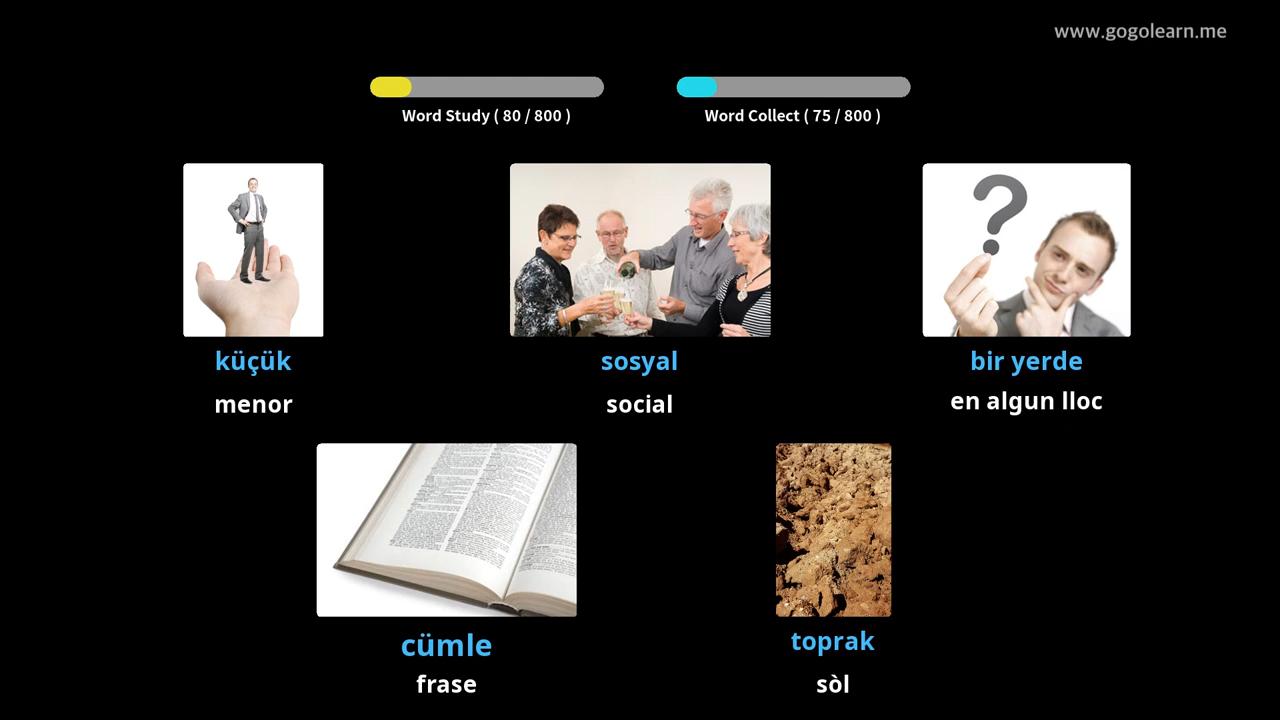 www.gogolearn.me
Word Study ( 80 / 800 )
Word Collect ( 75 / 800 )
küçük
menor
sosyal
social
bir yerde
en algun lloc
cümle
frase
toprak
sòl